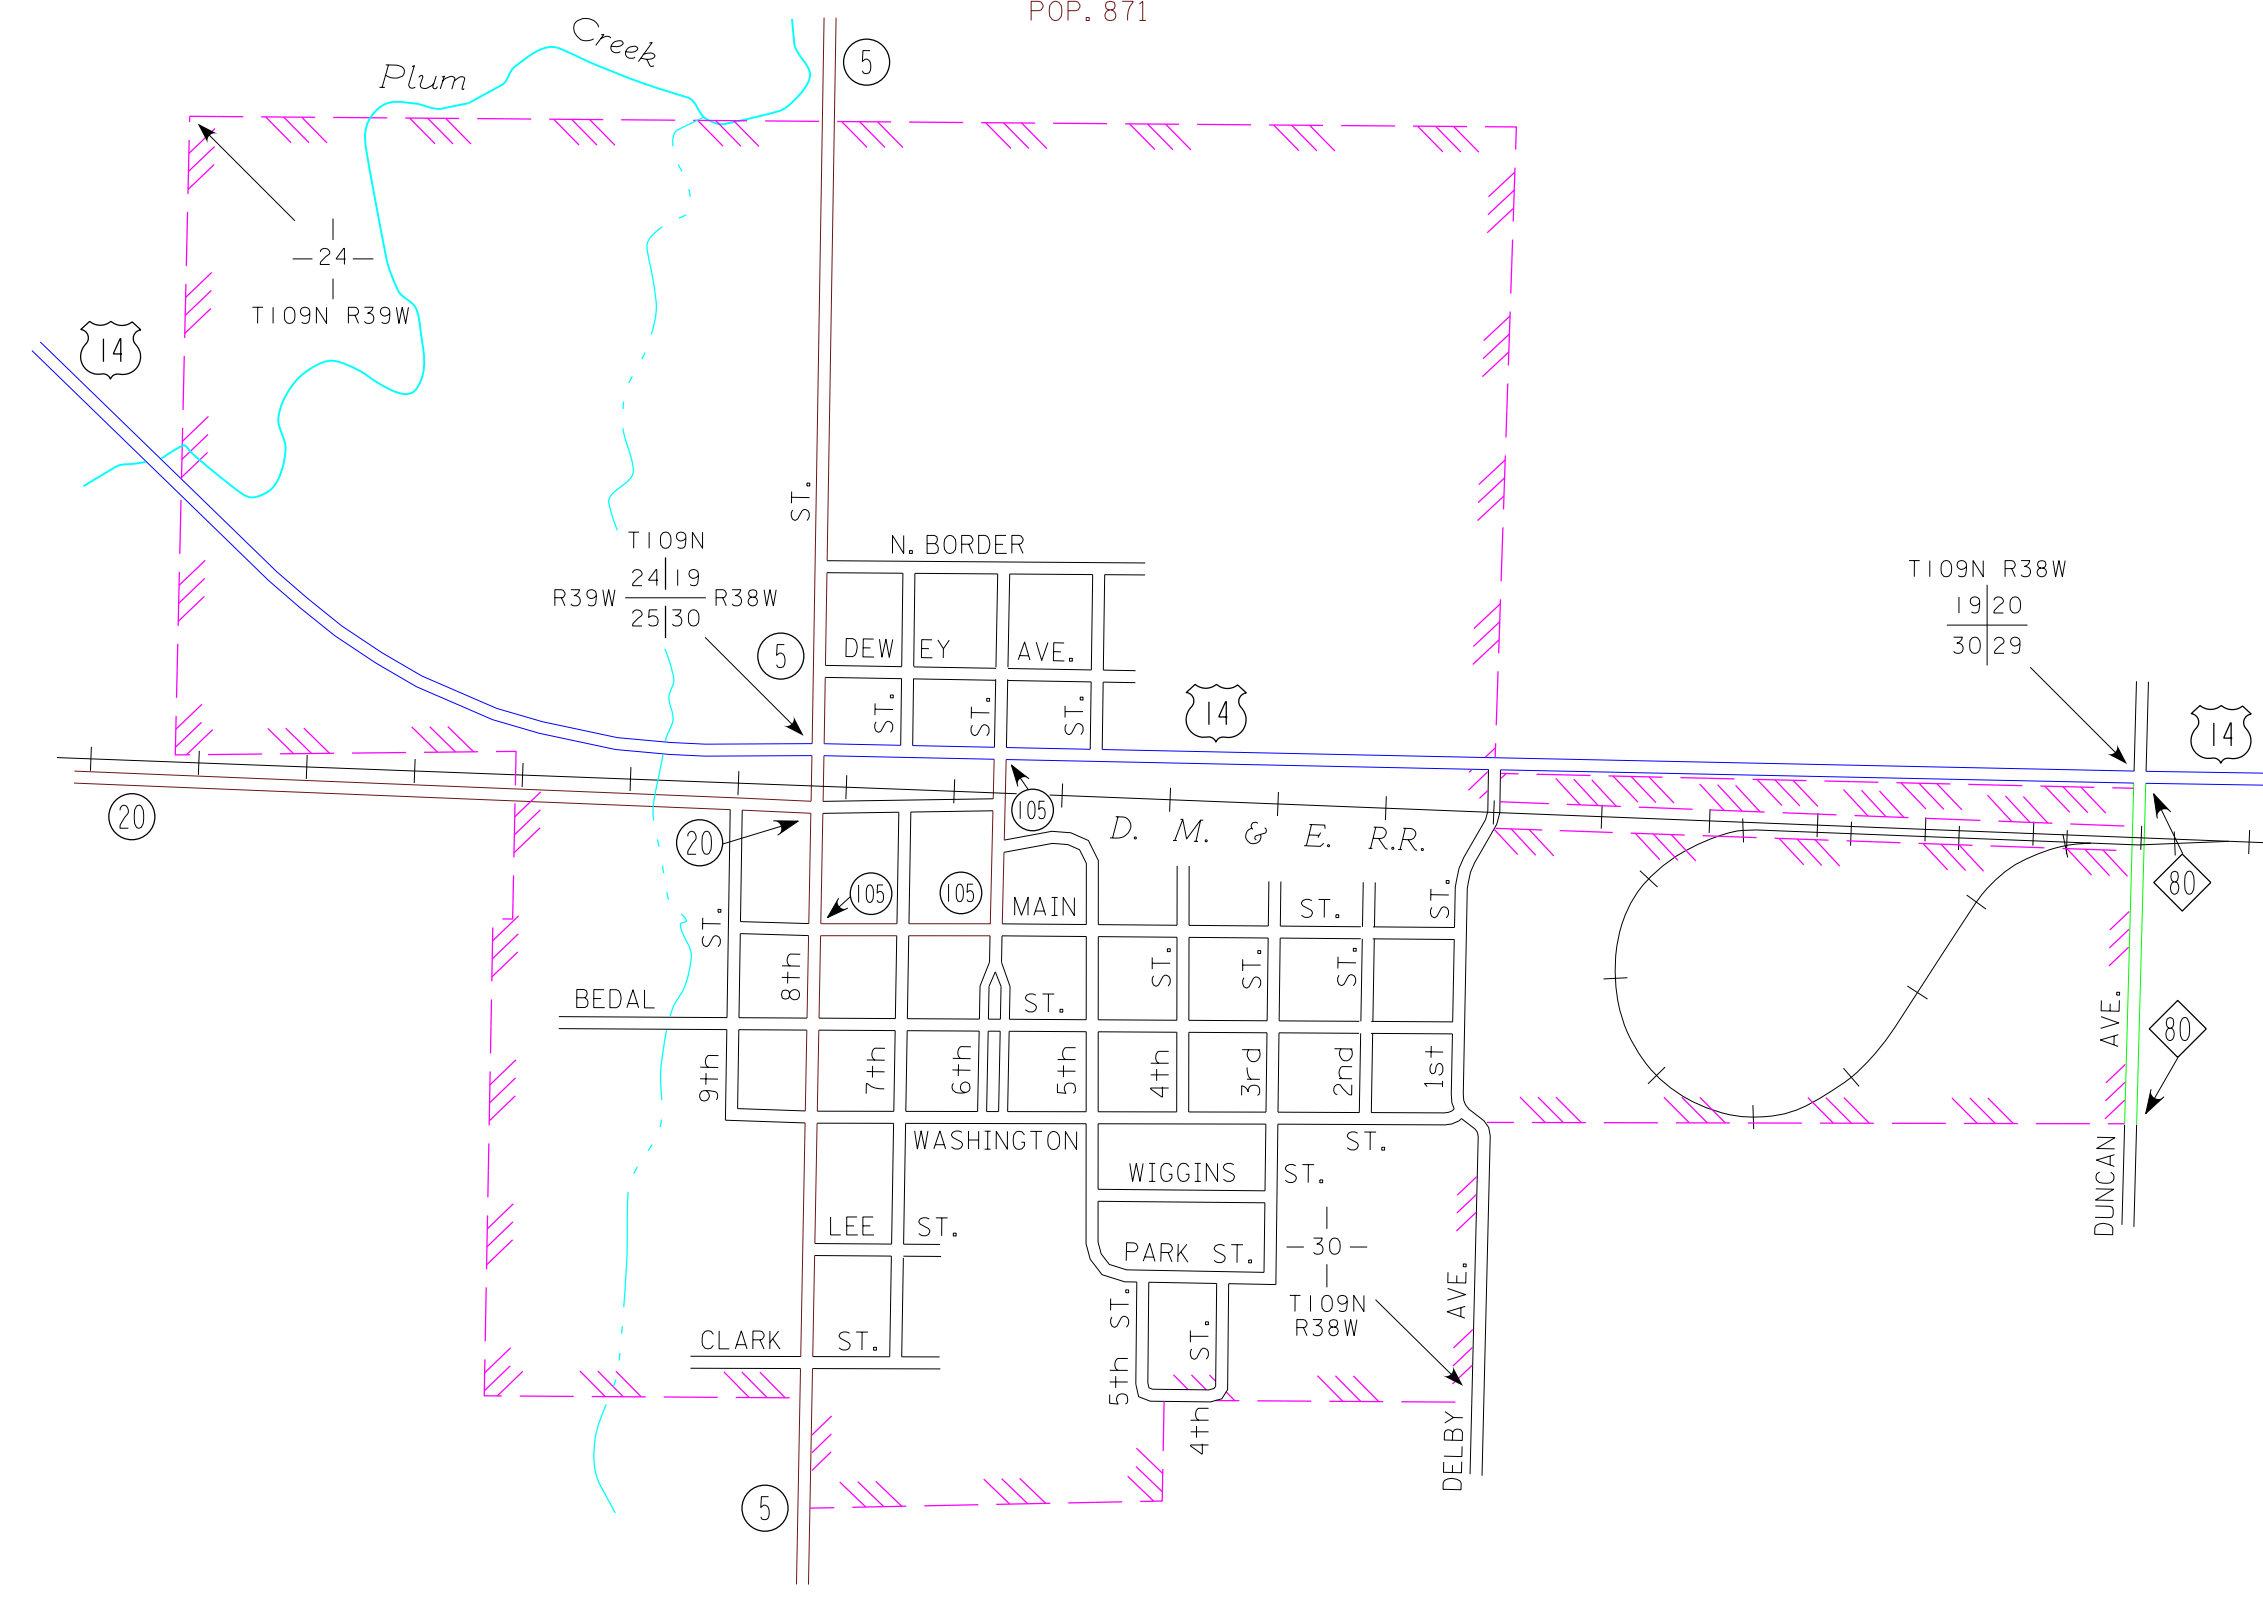 POP. 871
Plum Creek
5
24
T109N R39W
14
ST.
N. BORDER
T109N
24 19
R39W R38W
25 30
T109N R38W
19 20
30 29
5
DEWEY AVE.
ST.
ST.
ST.
14
14
20
20
105
D. M. & E. R.R.
105
105
MAIN ST.
80
ST.
8th
ST.
ST.
ST.
ST.
BEDAL ST.
9th
7th
6th
5th
4th
3rd
2nd
1st
AVE.
80
WASHINGTON ST.
WIGGINS ST.
DUNCAN
LEE ST.
PARK ST.
30
T109N
R38W
CLARK ST.
5th ST.
ST.
AVE.
4th
DELBY
5